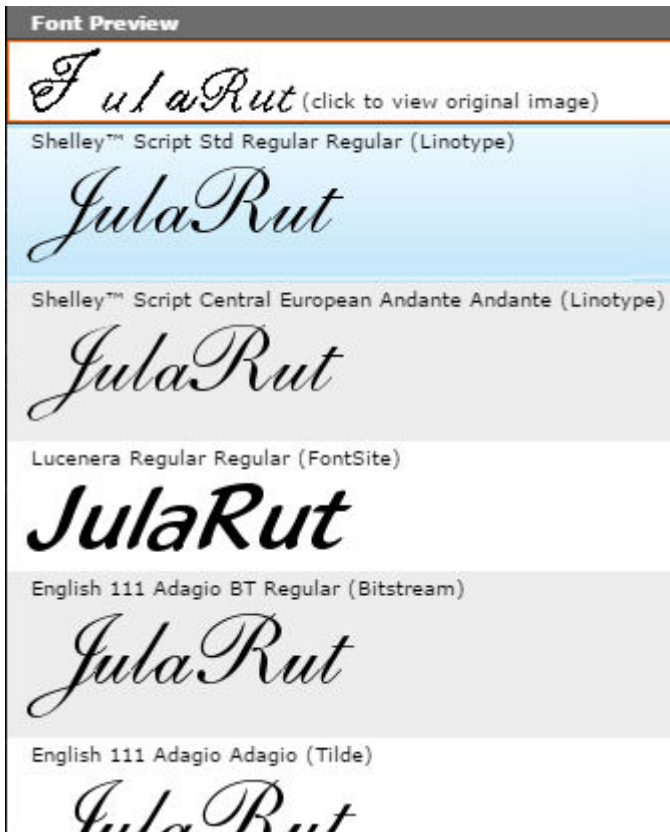 Font Preview
JulaRut (click to view original image)
Shelley™ Script Std Regular Regular (Linotype)
JulaRut
Shelley™ Script Central European Andante Andante (Linotype)
JulaRut
Lucenera Regular Regular (FontSite)
JulaRut
English 111 Adagio BT Regular (Bitstream)
JulaRut
English 111 Adagio Adagio (Tilde)
JulaRut